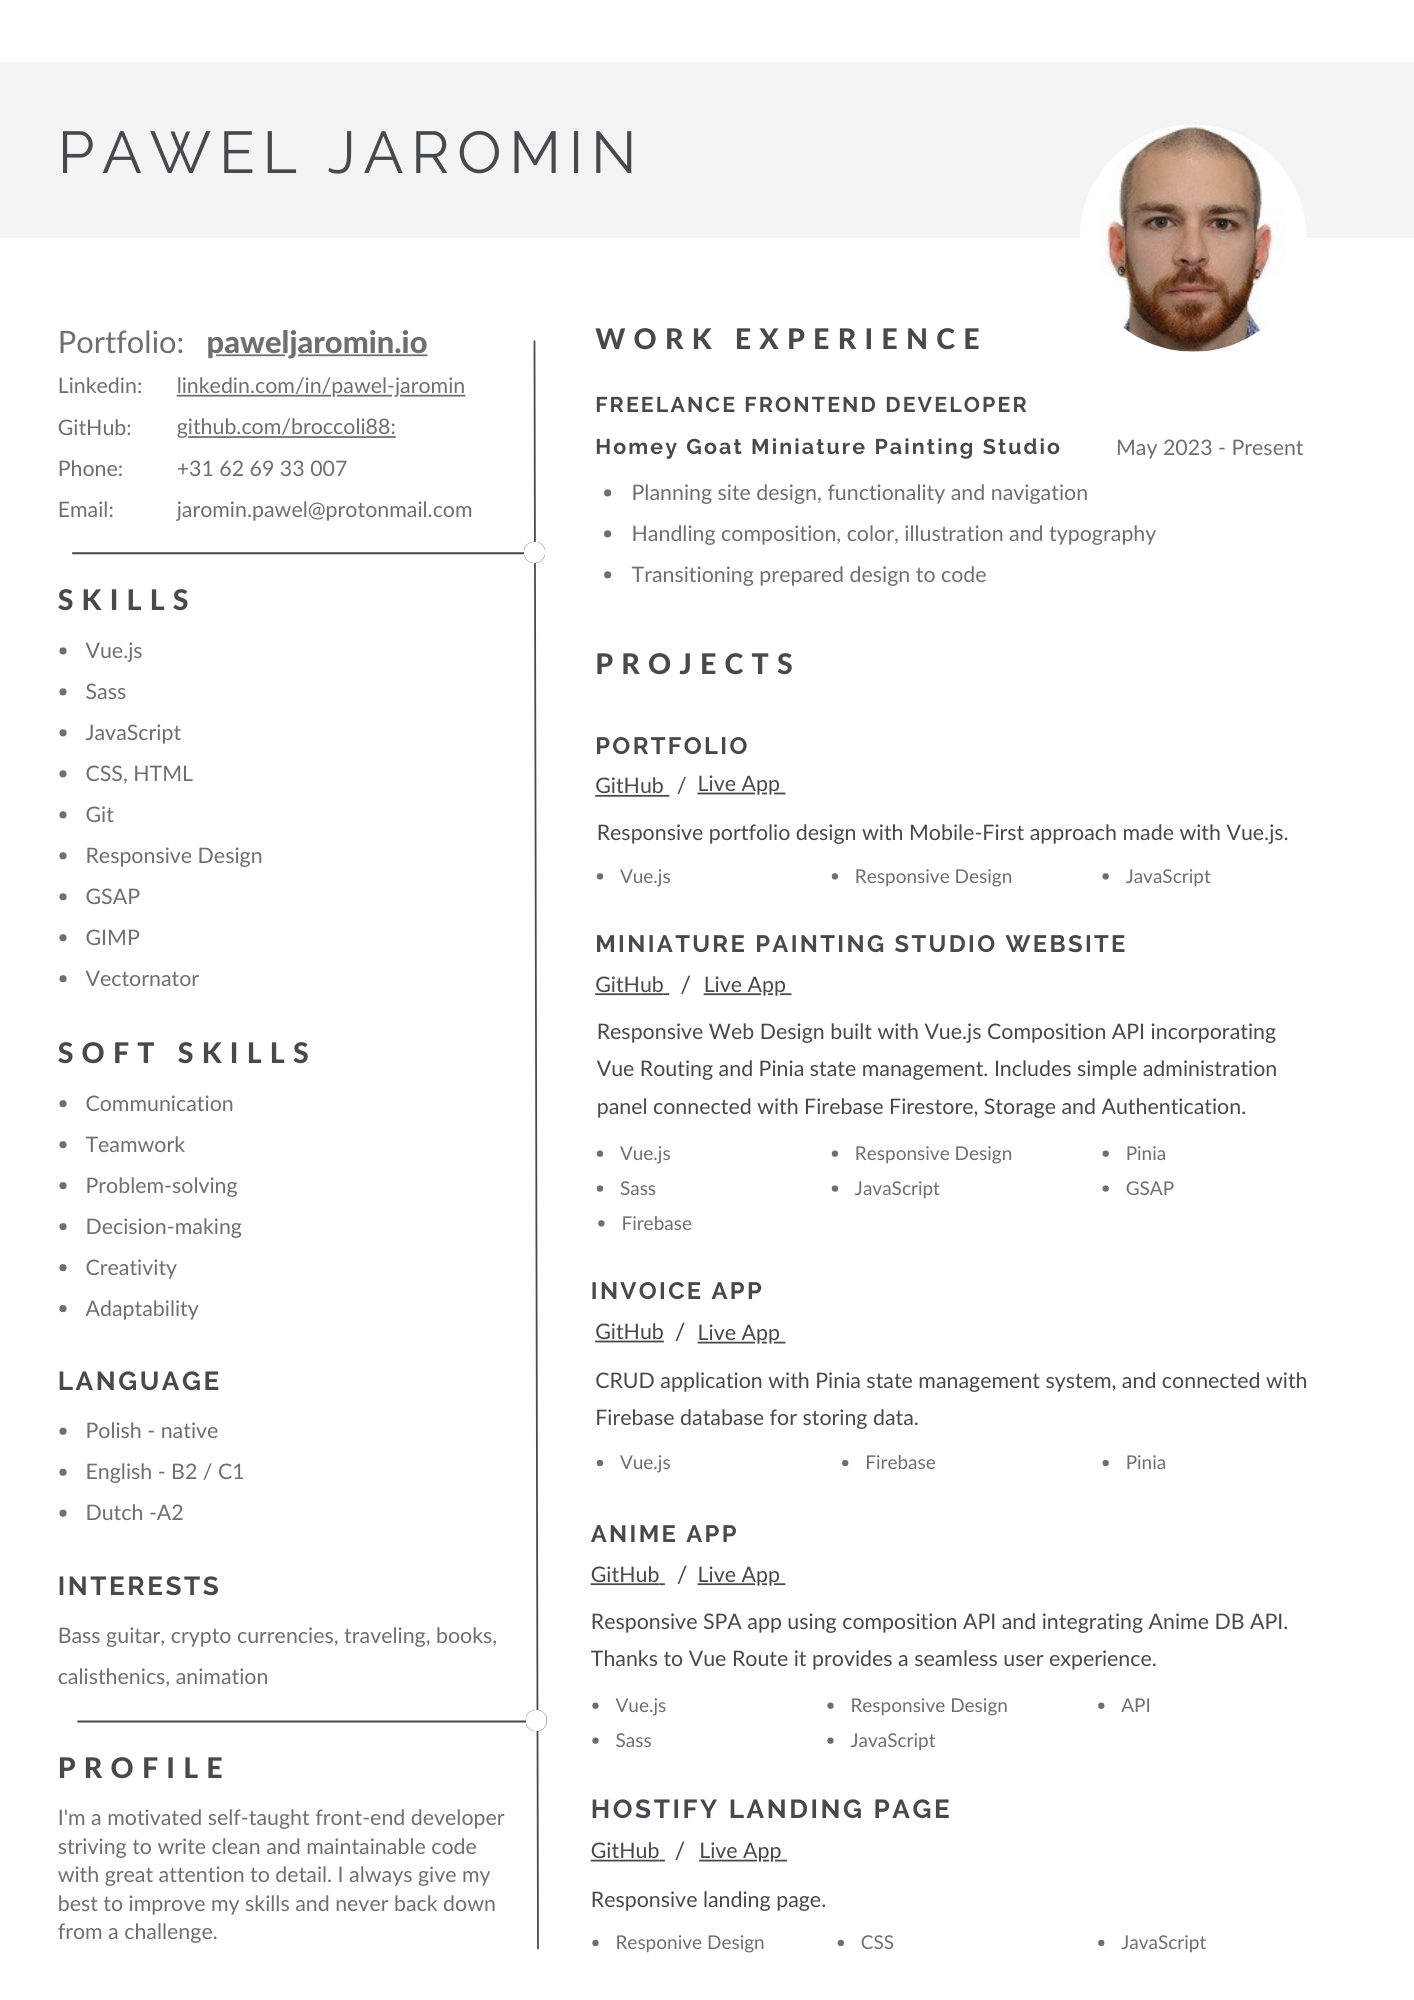 PAWEL JAROMIN
Portfolio: paweljaromin.io
Linkedin: linkedin.com/in/pawel-jaromin
GitHub: github.com/broccoli88:
Phone: +31 62 69 33 007
Email: jaromin.pawel@protonmail.com
SKILLS
• Vue.js
• Sass
• JavaScript
• CSS, HTML
• Git
• Responsive Design
• GSAP
• GIMP
• Vectornator
SOFT SKILLS
• Communication
• Teamwork
• Problem-solving
• Decision-making
• Creativity
• Adaptability
LANGUAGE
• Polish - native
• English - B2 / C1
• Dutch -A2
INTERESTS
Bass guitar, crypto currencies, traveling, books,
calisthenics, animation
PROFILE
I'm a motivated self-taught front-end developer
striving to write clean and maintainable code
with great attention to detail. I always give my
best to improve my skills and never back down
from a challenge.
WORK EXPERIENCE
FREELANCE FRONTEND DEVELOPER
Homey Goat Miniature Painting Studio May 2023 - Present
• Planning site design, functionality and navigation
• Handling composition, color, illustration and typography
• Transitioning prepared design to code
PROJECTS
PORTFOLIO
GitHub / Live App
Responsive portfolio design with Mobile-First approach made with Vue.js.
• Vue.js • Responsive Design • JavaScript
MINIATURE PAINTING STUDIO WEBSITE
GitHub / Live App
Responsive Web Design built with Vue.js Composition API incorporating
Vue Routing and Pinia state management. Includes simple administration
panel connected with Firebase Firestore, Storage and Authentication.
• Vue.js • Responsive Design • Pinia
• Sass • JavaScript • GSAP
• Firebase
INVOICE APP
GitHub / Live App
CRUD application with Pinia state management system, and connected with
Firebase database for storing data.
• Vue.js • Firebase • Pinia
ANIME APP
GitHub / Live App
Responsive SPA app using composition API and integrating Anime DB API.
Thanks to Vue Route it provides a seamless user experience.
• Vue.js • Responsive Design • API
• Sass • JavaScript
HOSTIFY LANDING PAGE
GitHub / Live App
Responsive landing page.
• Responive Design • CSS • JavaScript